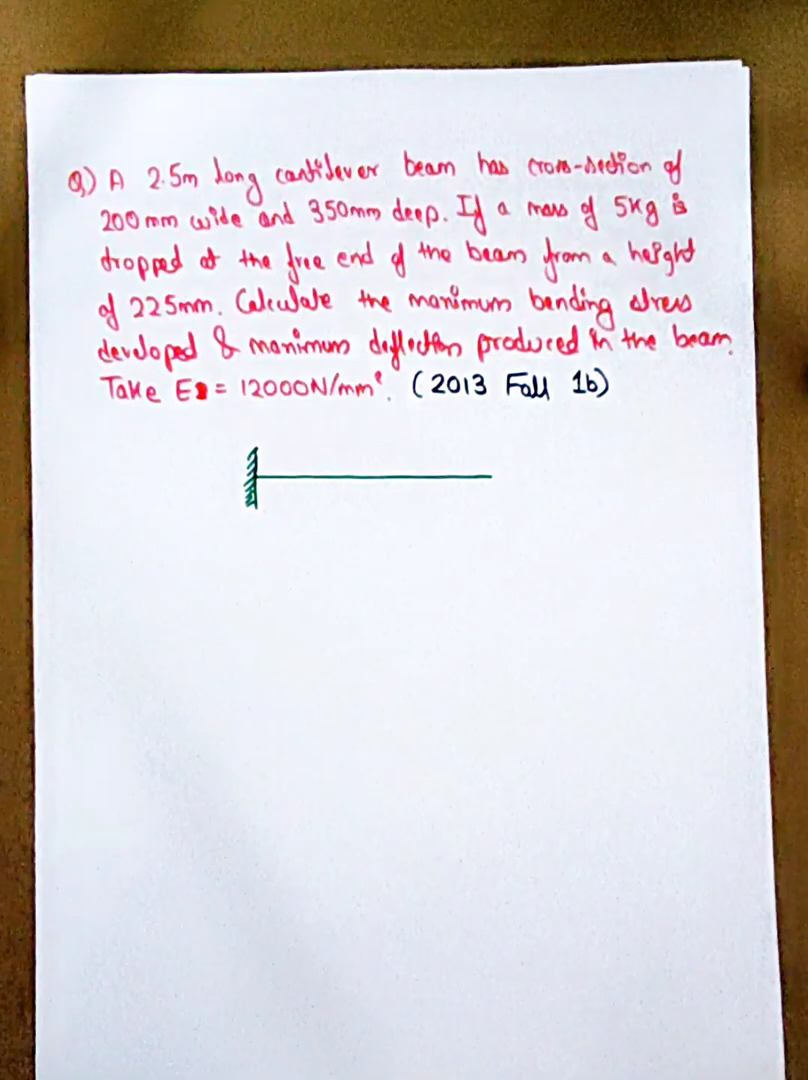 Q) A 2.5m long cantilever beam has cross-section of
200 mm wide and 350mm deep. If a mass of 5kg is
dropped at the free end of the beam from a height
of 225mm. Calculate the maximum bending stress
developed & maximum deflection produced in the beam.
Take E = 12000N/mm². (2013 Fall 1b)